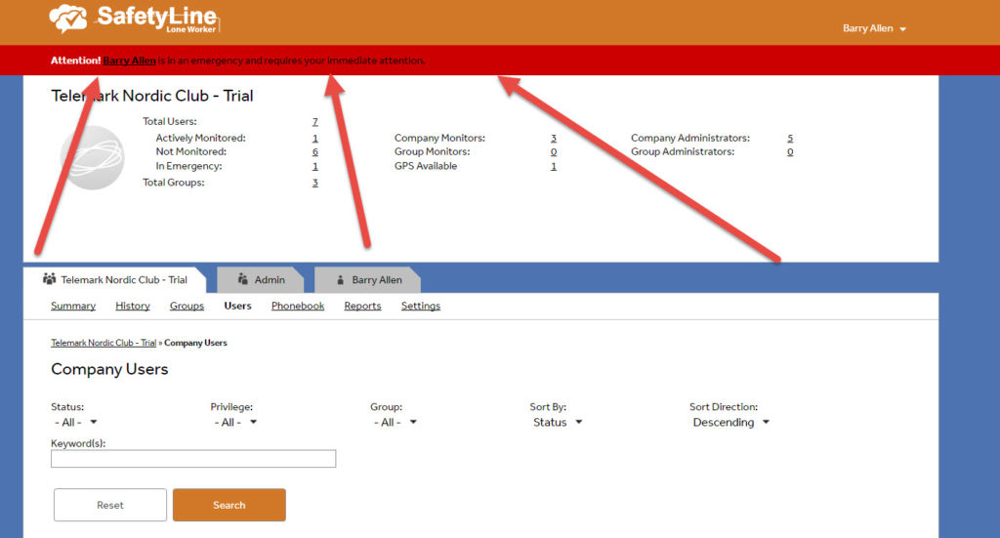 SafetyLine
Lone Worker
Barry Allen
Attention! Barry Allen is in an emergency and requires your immediate attention.
Telemark Nordic Club - Trial
Total Users: 7
Actively Monitored: 1 Company Monitors: 3 Company Administrators: 5
Not Monitored: 6 Group Monitors: 0 Group Administrators: 0
In Emergency: 1 GPS Available 1
Total Groups: 3
Telemark Nordic Club - Trial Admin Barry Allen
Summary History Groups Users Phonebook Reports Settings
Telemark Nordic Club - Trial » Company Users
Company Users
Status: Privilege: Group: Sort By: Sort Direction:
- All - - All - - All - Status Descending
Keyword(s):
Reset Search